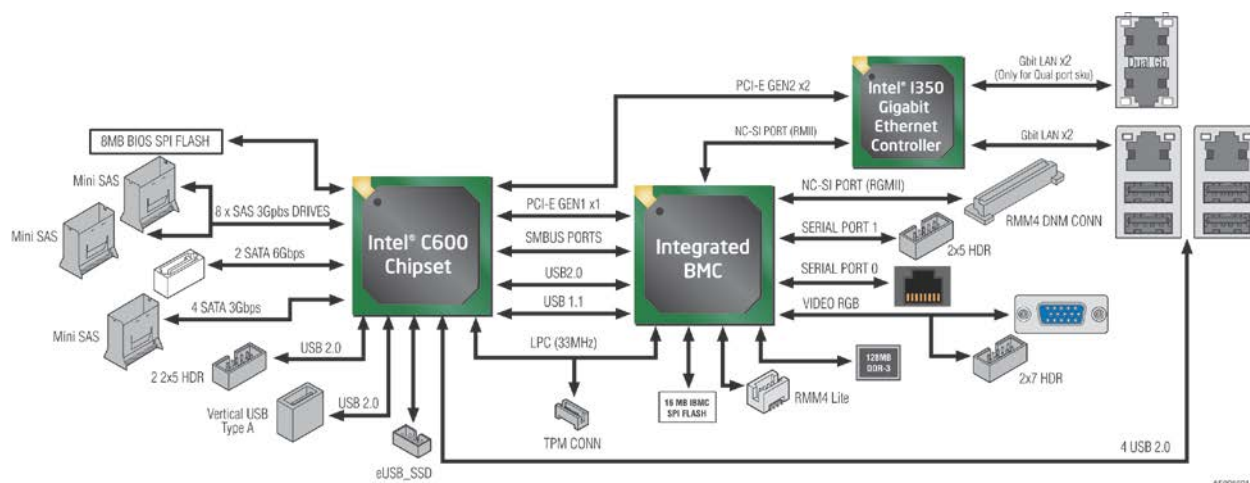 PCI-E GEN2 x2
Intel® I350
Gigabit
Ethernet
Controller
Gbit LAN x2
(Only for Qual port sku)
Dual Gb
NC-SI PORT (RMII)
Gbit LAN x2
8MB BIOS SPI FLASH
Mini SAS
8 x SAS 3Gpbs DRIVES
Mini SAS
2 SATA 6Gbps
4 SATA 3Gbps
Mini SAS
Intel® C600
Chipset
PCI-E GEN1 x1
SMBUS PORTS
USB2.0
USB 1.1
Integrated
BMC
NC-SI PORT (RGMII)
RMM4 DNM CONN
SERIAL PORT 1
2x5 HDR
SERIAL PORT 0
VIDEO RGB
2x7 HDR
USB 2.0
2 2x5 HDR
LPC (33MHz)
128MB
DDR-3
Vertical USB
Type A
USB 2.0
16 MB IBMC
SPI FLASH
RMM4 Lite
TPM CONN
eUSB_SSD
4 USB 2.0